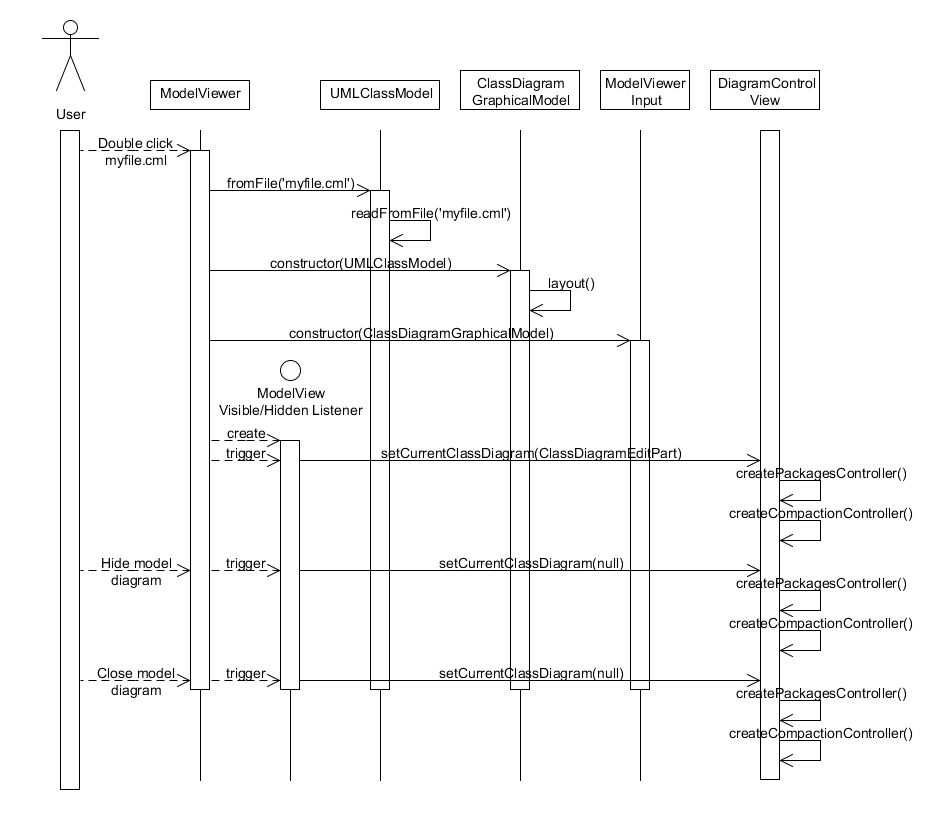 User
ModelViewer
UMLClassModel
ClassDiagram
GraphicalModel
ModelViewer
Input
DiagramControl
View
Double click
myfile.cml
fromFile('myfile.cml')
readFromFile('myfile.cml')
constructor(UMLClassModel)
layout()
constructor(ClassDiagramGraphicalModel)
ModelView
Visible/Hidden Listener
create
trigger
setCurrentClassDiagram(ClassDiagramEditPart)
createPackagesController()
createCompactionController()
Hide model
diagram
trigger
setCurrentClassDiagram(null)
createPackagesController()
createCompactionController()
Close model
diagram
trigger
setCurrentClassDiagram(null)
createPackagesController()
createCompactionController()